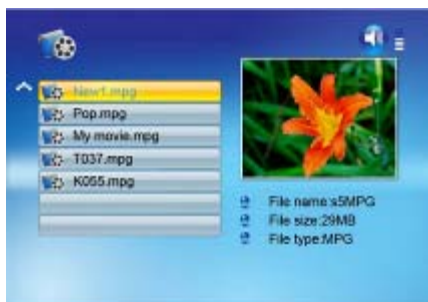 New1.mpg
Pop.mpg
My movie.mpg
T037.mpg
K055.mpg
File name:s5MPG
File size:29MB
File type:MPG